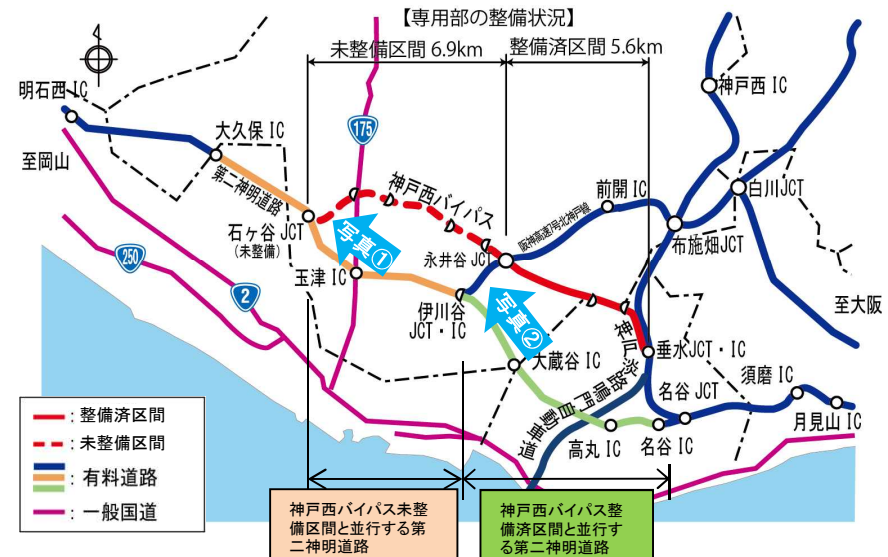 【専用部の整備状況】
未整備区間 6.9km
整備済区間 5.6km
明石西 IC
至岡山
大久保 IC
第二神明道路
175
石ヶ谷 JCT
(未整備)
写真①
神戸西バイパス
玉津 IC
250
2
永井谷 JCT
阪神高速7号北神戸線
前開 IC
神戸西 IC
白川JCT
布施畑JCT
至大阪
伊川谷
JCT・IC
写真②
大蔵谷 IC
神戸淡路鳴門自動車道
垂水JCT・IC
名谷 JCT
須磨 IC
月見山 IC
高丸 IC
名谷 IC
：整備済区間
：未整備区間
：有料道路
：一般国道
神戸西バイパス未整
備区間と並行する第
二神明道路
神戸西バイパス整
備済区間と並行す
る第二神明道路